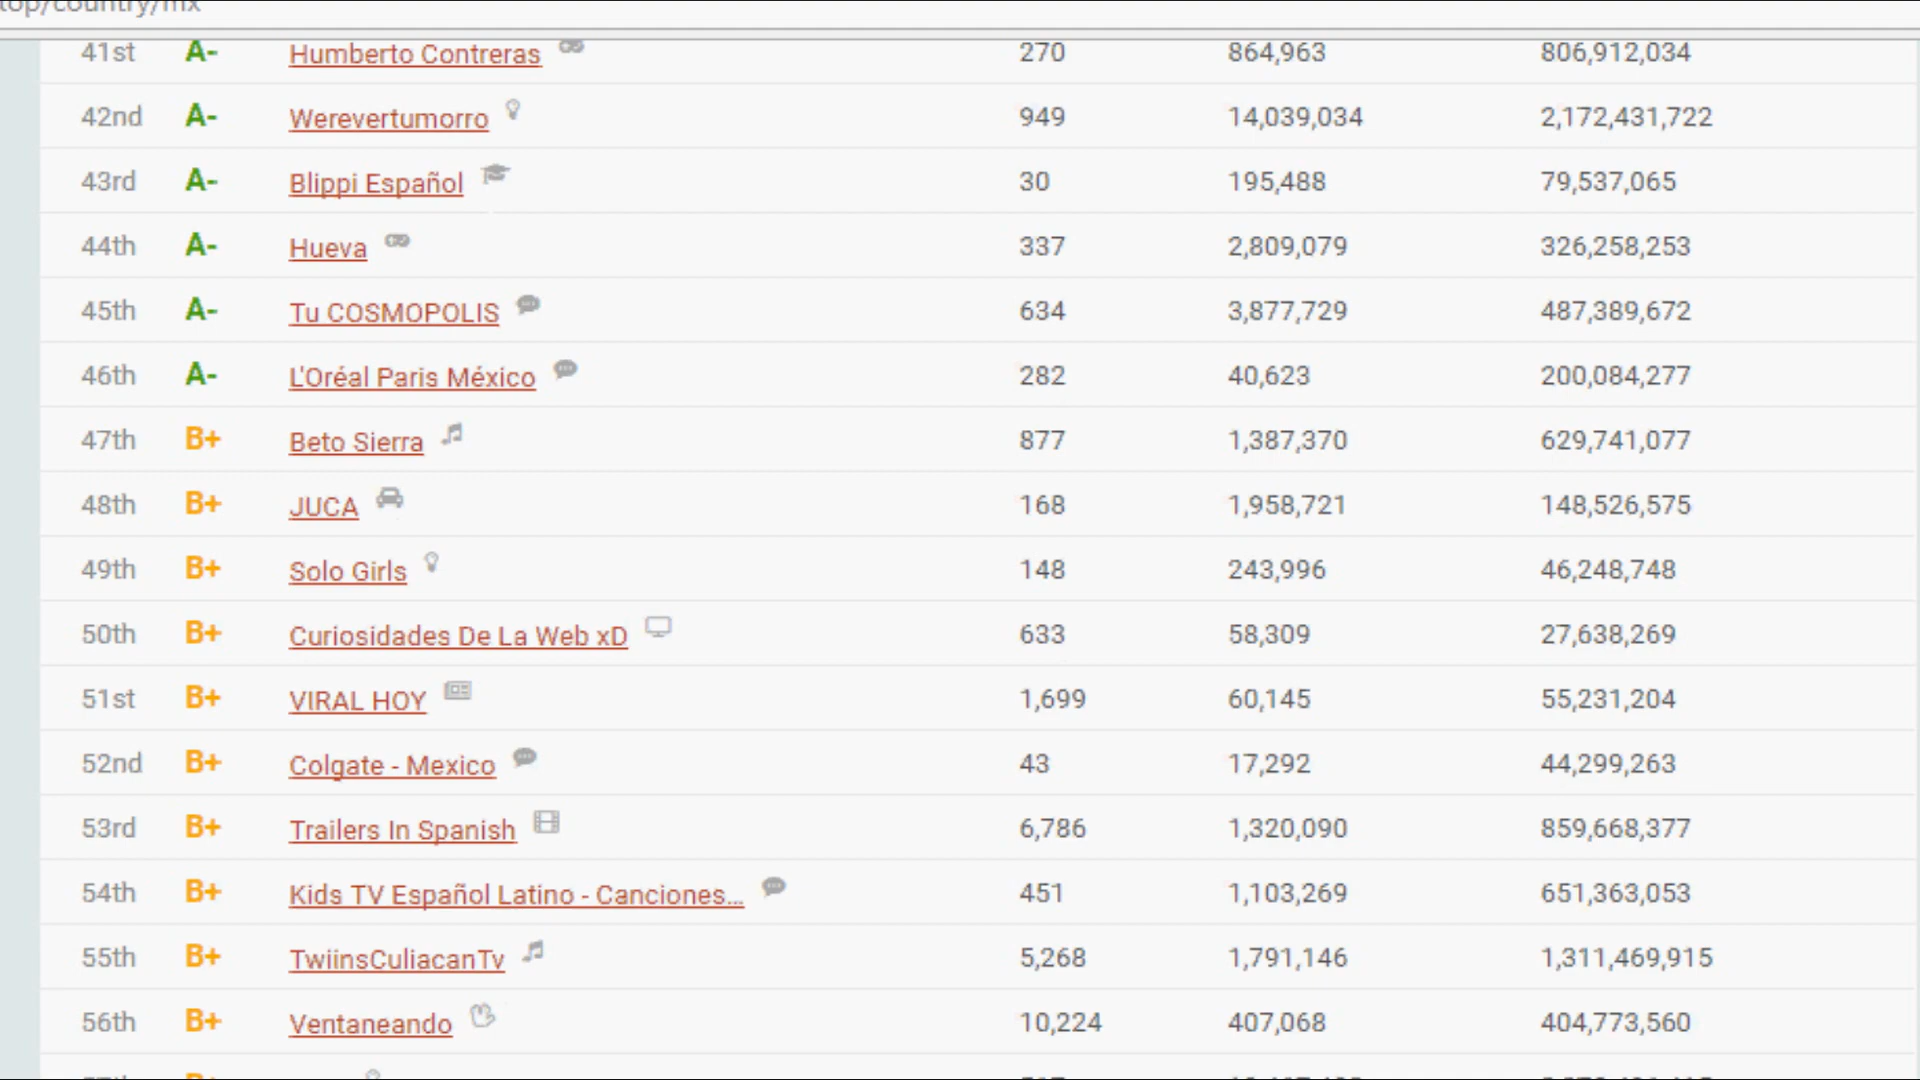 top/country/mx
41st A- Humberto Contreras 270 864,963 806,912,034
42nd A- Werevertumorro 949 14,039,034 2,172,431,722
43rd A- Blippi Español 30 195,488 79,537,065
44th A- Hueva 337 2,809,079 326,258,253
45th A- Tu COSMOPOLIS 634 3,877,729 487,389,672
46th A- L'Oréal Paris México 282 40,623 200,084,277
47th B+ Beto Sierra 877 1,387,370 629,741,077
48th B+ JUCA 168 1,958,721 148,526,575
49th B+ Solo Girls 148 243,996 46,248,748
50th B+ Curiosidades De La Web xD 633 58,309 27,638,269
51st B+ VIRAL HOY 1,699 60,145 55,231,204
52nd B+ Colgate - Mexico 43 17,292 44,299,263
53rd B+ Trailers In Spanish 6,786 1,320,090 859,668,377
54th B+ Kids TV Español Latino - Canciones... 451 1,103,269 651,363,053
55th B+ TwiinsCuliacanTv 5,268 1,791,146 1,311,469,915
56th B+ Ventaneando 10,224 407,068 404,773,560